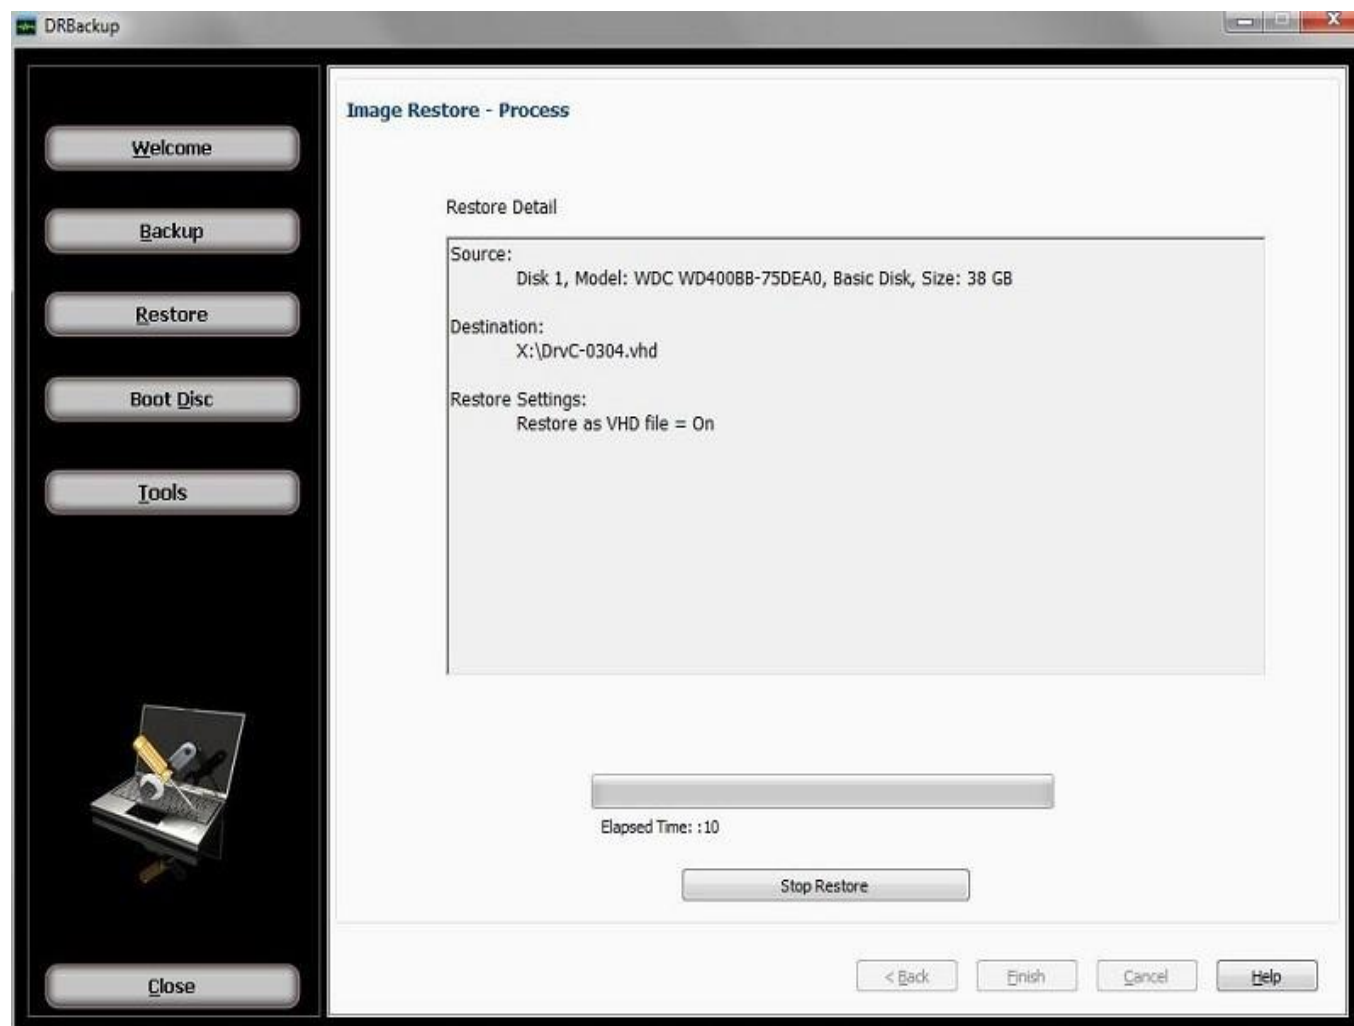 DRBackup
Welcome
Backup
Restore
Boot Disc
Tools
Close
Image Restore - Process
Restore Detail
Source:
Disk 1, Model: WDC WD400BB-75DEA0, Basic Disk, Size: 38 GB
Destination:
X:\DrvC-0304.vhd
Restore Settings:
Restore as VHD file = On
Elapsed Time: :10
Stop Restore
< Back
Finish
Cancel
Help